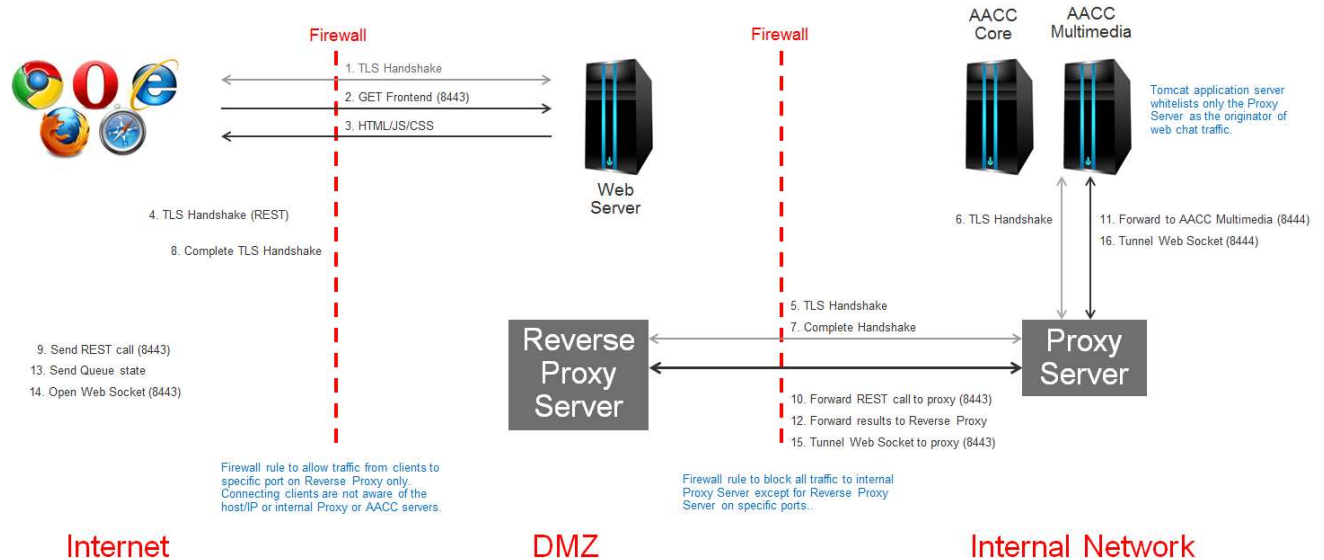 Firewall
Firewall
AACC
Core
AACC
Multimedia
1. TLS Handshake
2. GET Frontend (8443)
3. HTML/JS/CSS
Web
Server
Tomcat application server
whitelists only the Proxy
Server as the originator of
web chat traffic.
4. TLS Handshake (REST)
8. Complete TLS Handshake
6. TLS Handshake
11. Forward to AACC Multimedia (8444)
16. Tunnel Web Socket (8444)
5. TLS Handshake
7. Complete Handshake
Reverse
Proxy
Server
Proxy
Server
9. Send REST call (8443)
13. Send Queue state
14. Open Web Socket (8443)
10. Forward REST call to proxy (8443)
12. Forward results to Reverse Proxy
15. Tunnel Web Socket to proxy (8443)
Firewall rule to allow traffic from clients to
specific port on Reverse Proxy only.
Connecting clients are not aware of the
host/IP or internal Proxy or AACC servers.
Firewall rule to block all traffic to internal
Proxy Server except for Reverse Proxy
Server on specific ports..
Internet
DMZ
Internal Network